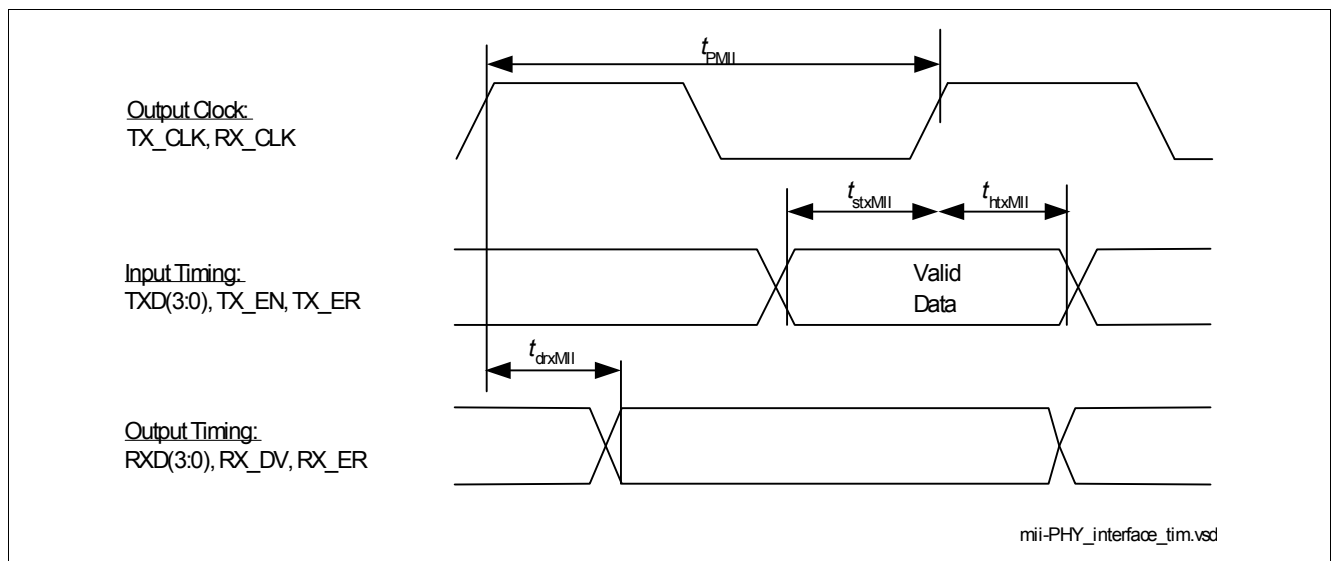 tPMII
Output Clock:
TX_CLK, RX_CLK
tstxMII
thtxMII
Input Timing:
TXD(3:0), TX_EN, TX_ER
Valid
Data
tdrxMII
Output Timing:
RXD(3:0), RX_DV, RX_ER
mii-PHY_interface_tim.vsd